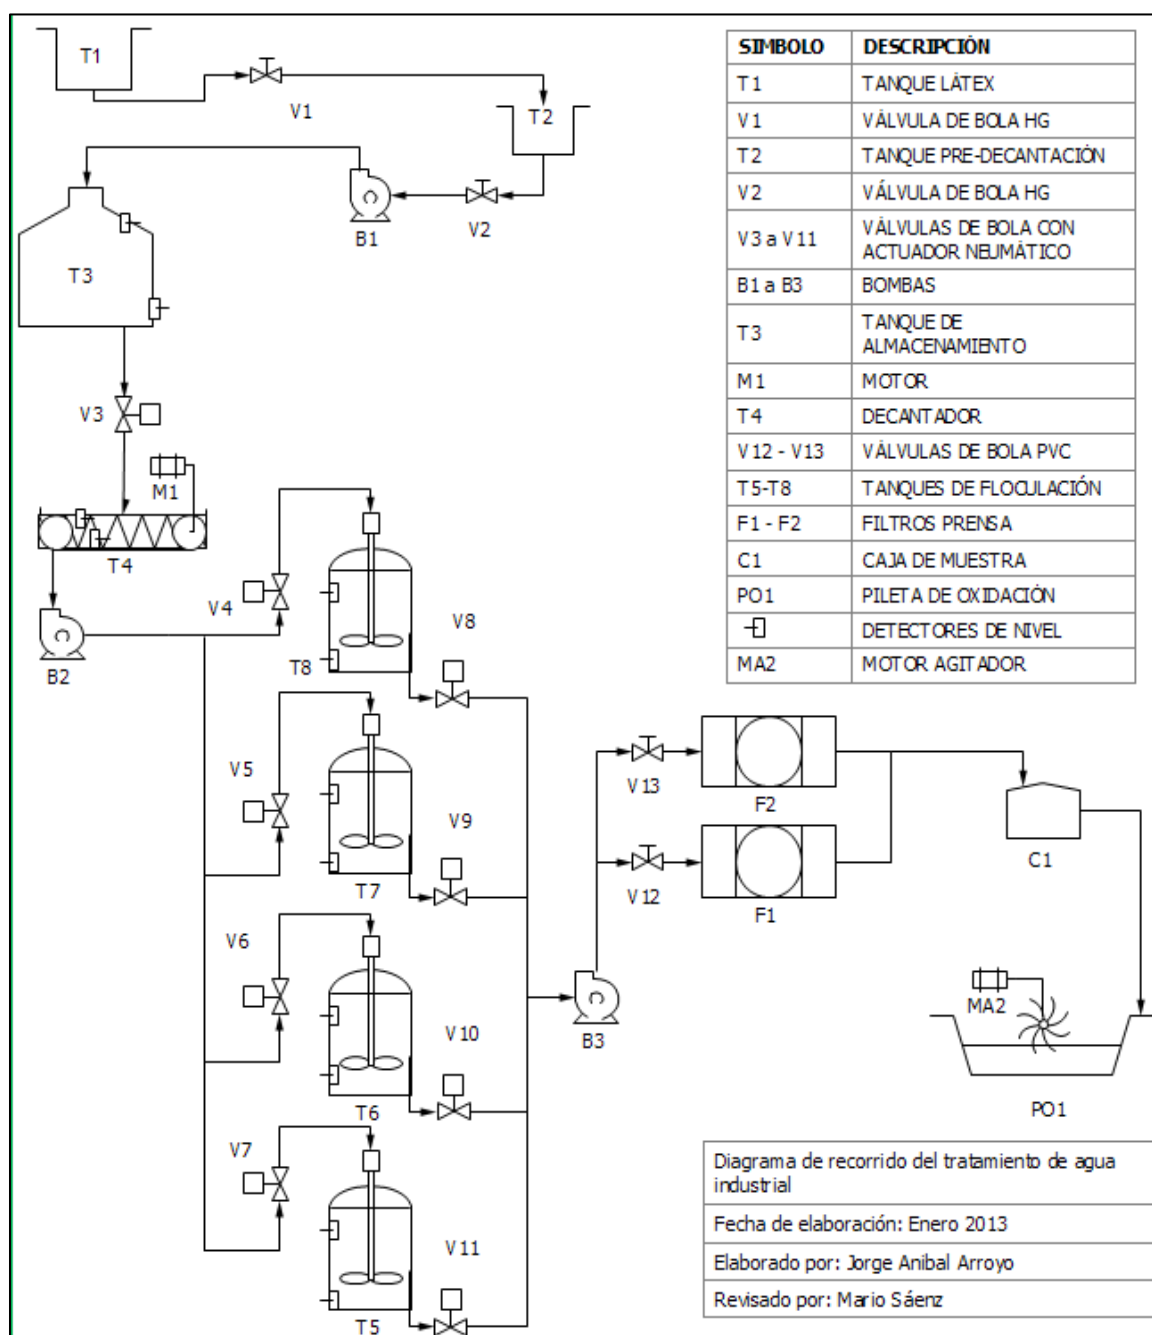 T1
V1
T2
B1
V2
T3
V3
M1
T4
B2
V4
T8
V8
V5
T7
V9
V6
T6
V10
V7
T5
V11
B3
V13
F2
V12
F1
C1
MA2
PO1
SIMBOLO DESCRIPCIÓN
T1 TANQUE LÁTEX
V1 VÁLVULA DE BOLA HG
T2 TANQUE PRE-DECANTACIÓN
V2 VÁLVULA DE BOLA HG
V3 a V11 VÁLVULAS DE BOLA CON
ACTUADOR NEUMÁTICO
B1 a B3 BOMBAS
T3 TANQUE DE
ALMACENAMIENTO
M1 MOTOR
T4 DECANTADOR
V12 - V13 VÁLVULAS DE BOLA PVC
T5-T8 TANQUES DE FLOCULACIÓN
F1 - F2 FILTROS PRENSA
C1 CAJA DE MUESTRA
PO1 PILETA DE OXIDACIÓN
DETECTORES DE NIVEL
MA2 MOTOR AGITADOR
Diagrama de recorrido del tratamiento de agua
industrial
Fecha de elaboración: Enero 2013
Elaborado por: Jorge Anibal Arroyo
Revisado por: Mario Sáenz